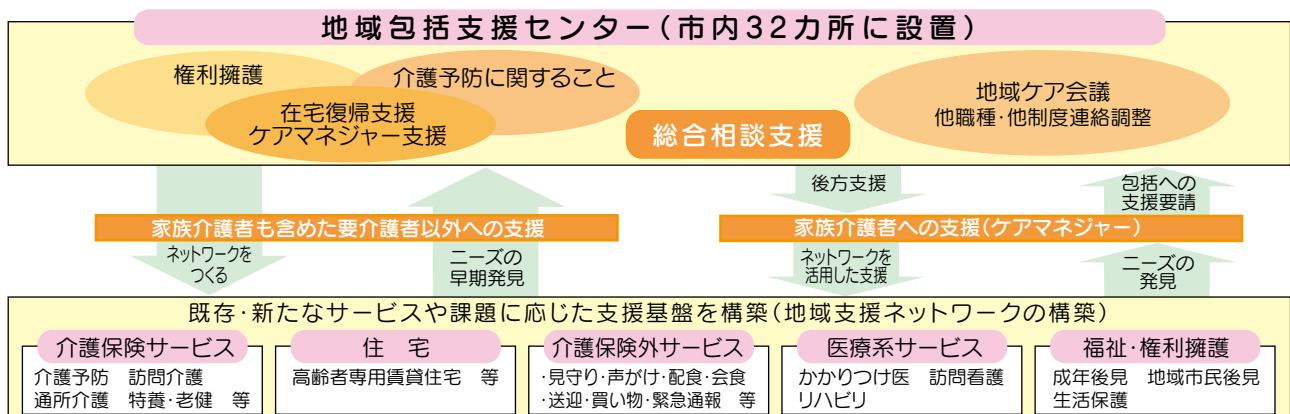 地域包括支援センター(市内32カ所に設置)
権利擁護
介護予防に関すること
在宅復帰支援
ケアマネジャー支援
総合相談支援
地域ケア会議
他職種・他制度連絡調整
後方支援
包括への
支援要請
家族介護者も含めた要介護者以外への支援
家族介護者への支援(ケアマネジャー)
ネットワークを
つくる
ニーズの
早期発見
ネットワークを
活用した支援
ニーズの
発見
既存・新たなサービスや課題に応じた支援基盤を構築(地域支援ネットワークの構築)
介護保険サービス
介護予防 訪問介護
通所介護 特養・老健 等
住 宅
高齢者専用賃貸住宅 等
介護保険外サービス
・見守り・声がけ・配食・会食
・送迎・買い物・緊急通報 等
医療系サービス
かかりつけ医 訪問看護
リハビリ
福祉・権利擁護
成年後見 地域市民後見
生活保護